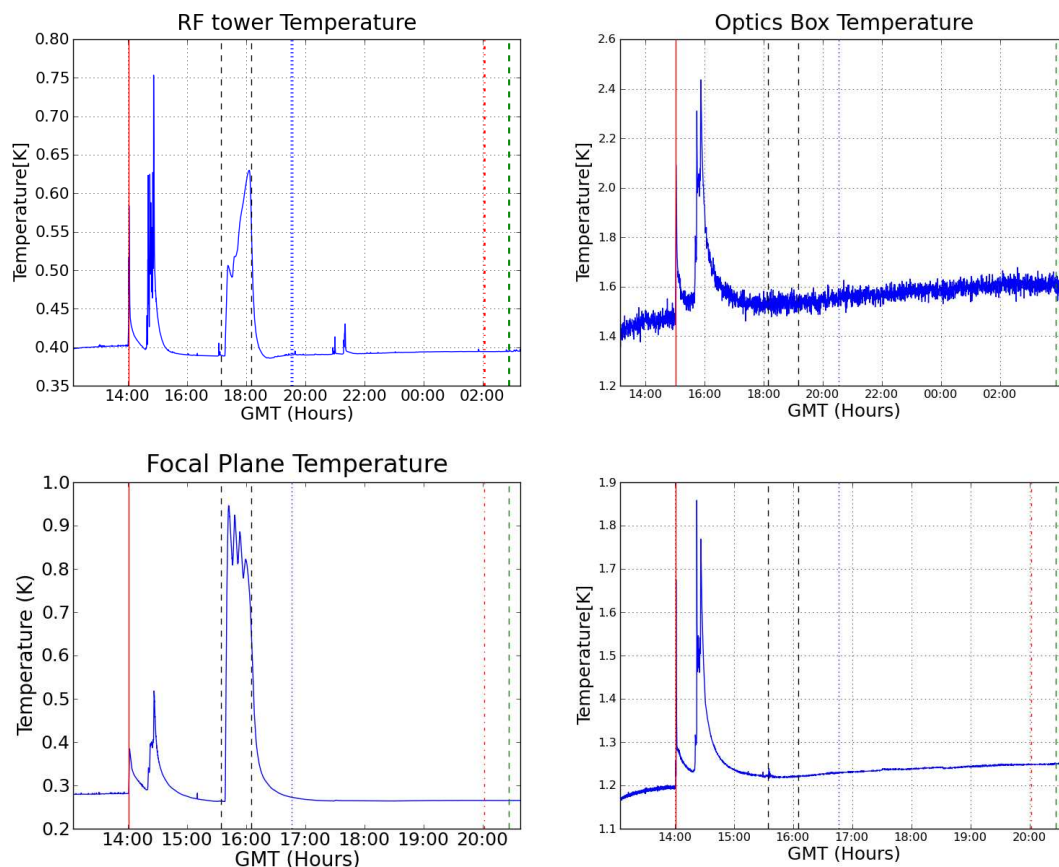 RF tower Temperature
Temperature[K]
0.80
0.75
0.70
0.65
0.60
0.55
0.50
0.45
0.40
0.35
14:00 16:00 18:00 20:00 22:00 00:00 02:00
GMT (Hours)
Optics Box Temperature
Temperature[K]
2.6
2.4
2.2
2.0
1.8
1.6
1.4
1.2
14:00 16:00 18:00 20:00 22:00 00:00 02:00
GMT (Hours)
Focal Plane Temperature
Temperature (K)
1.0
0.9
0.8
0.7
0.6
0.5
0.4
0.3
0.2
14:00 15:00 16:00 17:00 18:00 19:00 20:00
GMT (Hours)
Temperature[K]
1.9
1.8
1.7
1.6
1.5
1.4
1.3
1.2
1.1
14:00 15:00 16:00 17:00 18:00 19:00 20:00
GMT (Hours)